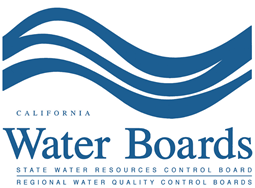 CALIFORNIA
Water Boards
STATE WATER RESOURCES CONTROL BOARD
REGIONAL WATER QUALITY CONTROL BOARDS